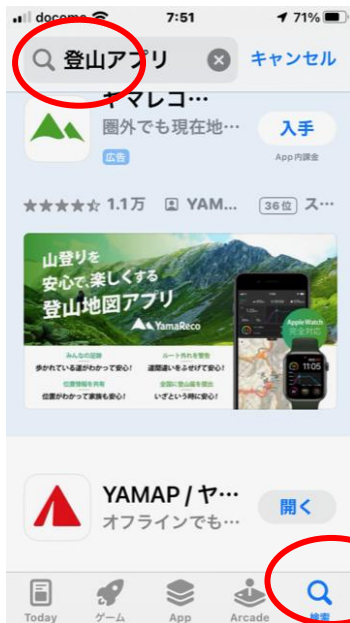 docomo 7:51 71%
登山アプリ キャンセル
ヤマレコ…
圏外でも現在地… 入手
広告 App内課金
★★★★☆ 1.1万 YAM... 36位 ス…
山登りを
安心で、楽しくする
登山地図アプリ
YamaReco
Apple Watch
完全対応
みんなの足跡 ルート外れを警告
歩かれている道がわかって安心! 道間違いをふせげて安心!
位置情報を共有 全国に登山届を提出
位置がわかって家族も安心! いざという時に安心!
11:05
YAMAP / ヤ…
オフラインでも… 開く
Today ゲーム App Arcade 検索